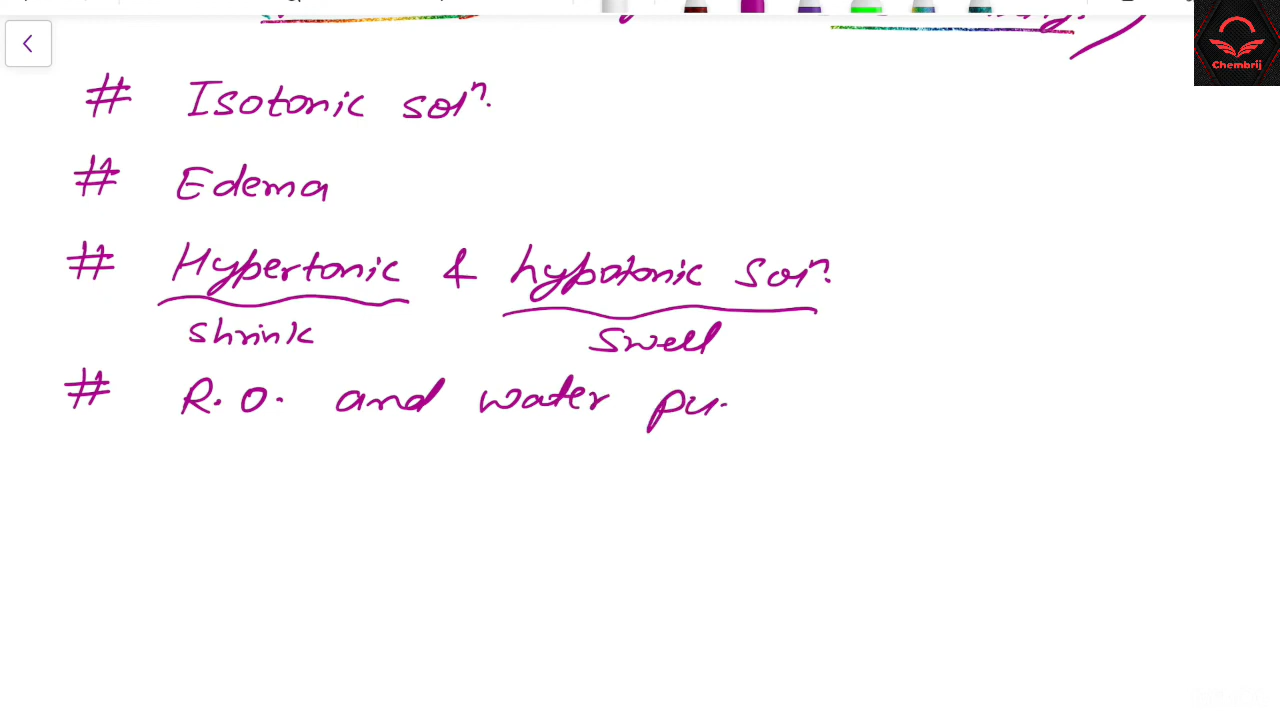 Chembrij
# Isotonic solⁿ.
# Edema
# Hypertonic & hypotonic solⁿ.
shrink swell
# R.O. and water pu.